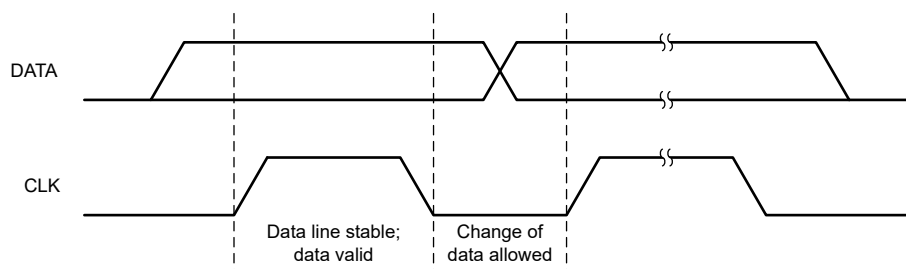 DATA
CLK
Data line stable;
data valid
Change of
data allowed